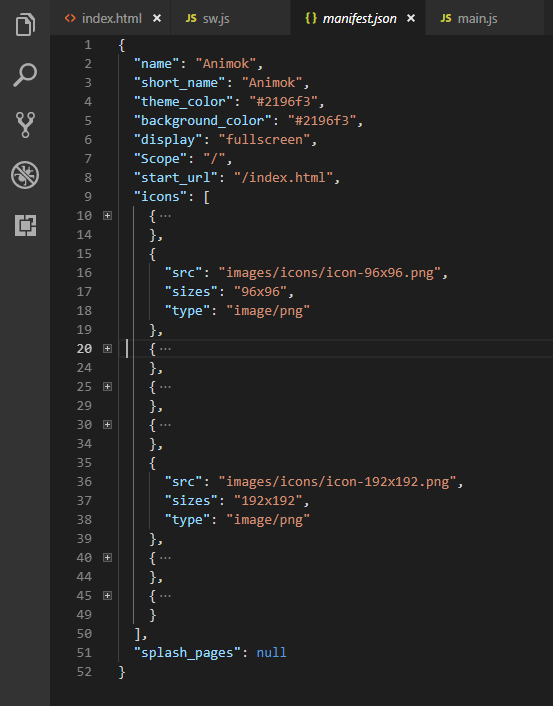 index.html
sw.js
manifest.json
main.js
1 {
2 "name": "Animok",
3 "short_name": "Animok",
4 "theme_color": "#2196f3",
5 "background_color": "#2196f3",
6 "display": "fullscreen",
7 "Scope": "/",
8 "start_url": "/index.html",
9 "icons": [
10 { ···
14 },
15 {
16 "src": "images/icons/icon-96x96.png",
17 "sizes": "96x96",
18 "type": "image/png"
19 },
20 { ···
24 },
25 { ···
29 },
30 { ···
34 },
35 {
36 "src": "images/icons/icon-192x192.png",
37 "sizes": "192x192",
38 "type": "image/png"
39 },
40 { ···
44 },
45 { ···
49 }
50 ],
51 "splash_pages": null
52 }